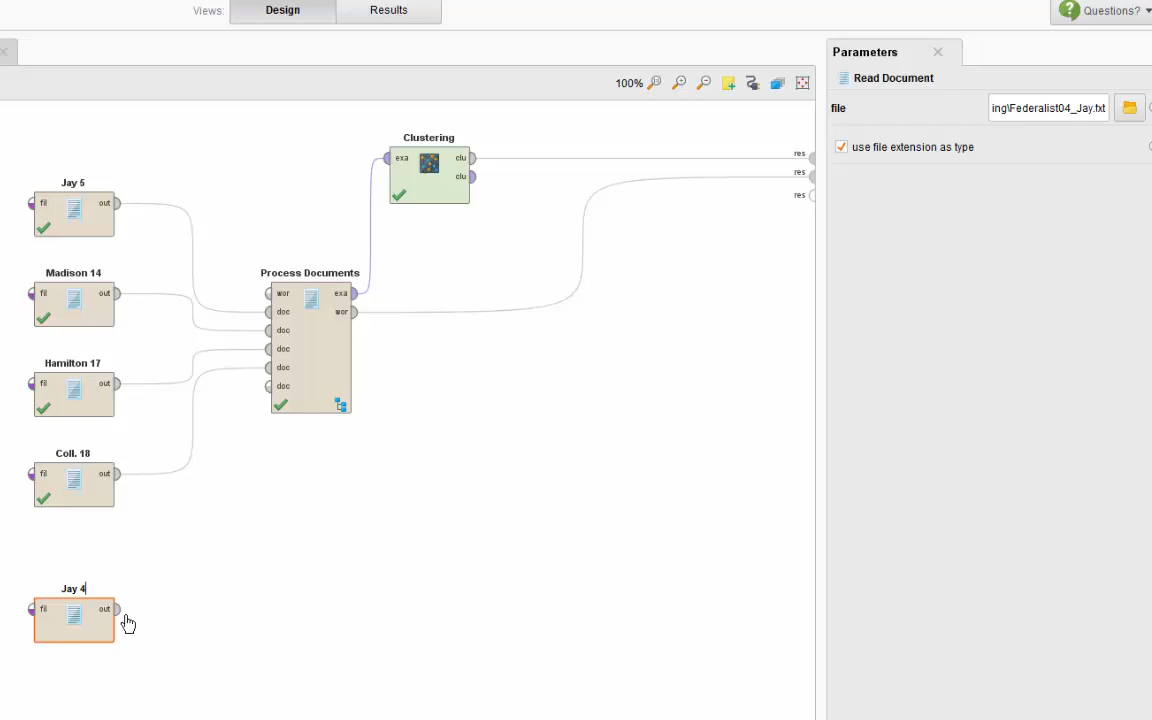 Views:
Design
Results
Questions?
Parameters
100%
Read Document
file
ing\Federalist04_Jay.txt
use file extension as type
Clustering
exa
clu
clu
res
res
res
Jay 5
fil
out
Madison 14
fil
out
Process Documents
wor
exa
doc
wor
doc
doc
doc
doc
Hamilton 17
fil
out
Coll. 18
fil
out
Jay 4
fil
out